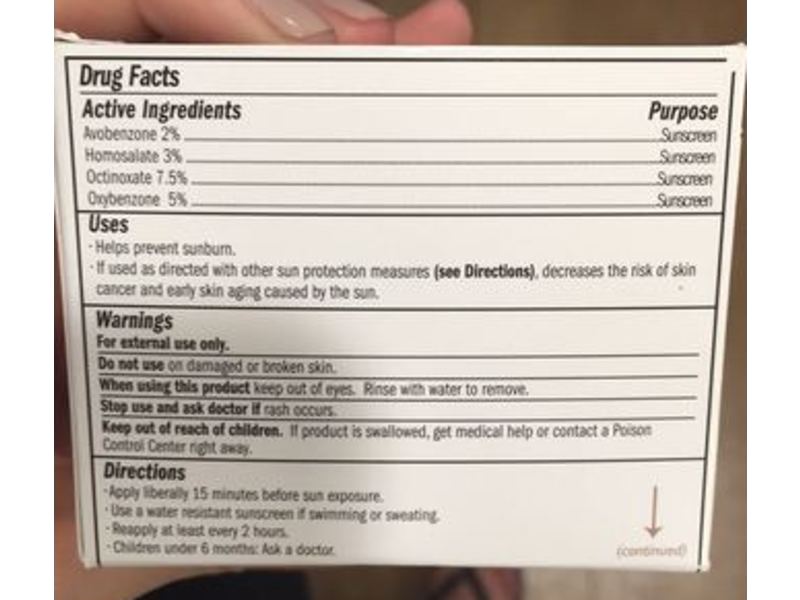 Drug Facts
Active Ingredients Purpose
Avobenzone 2% Sunscreen
Homosalate 3% Sunscreen
Octinoxate 7.5% Sunscreen
Oxybenzone 5% Sunscreen
Uses
· Helps prevent sunburn.
· If used as directed with other sun protection measures (see Directions), decreases the risk of skin
cancer and early skin aging caused by the sun.
Warnings
For external use only.
Do not use on damaged or broken skin.
When using this product keep out of eyes. Rinse with water to remove.
Stop use and ask doctor if rash occurs.
Keep out of reach of children. If product is swallowed, get medical help or contact a Poison
Control Center right away.
Directions
· Apply liberally 15 minutes before sun exposure.
· Use a water resistant sunscreen if swimming or sweating.
· Reapply at least every 2 hours.
· Children under 6 months: Ask a doctor.
(continued)